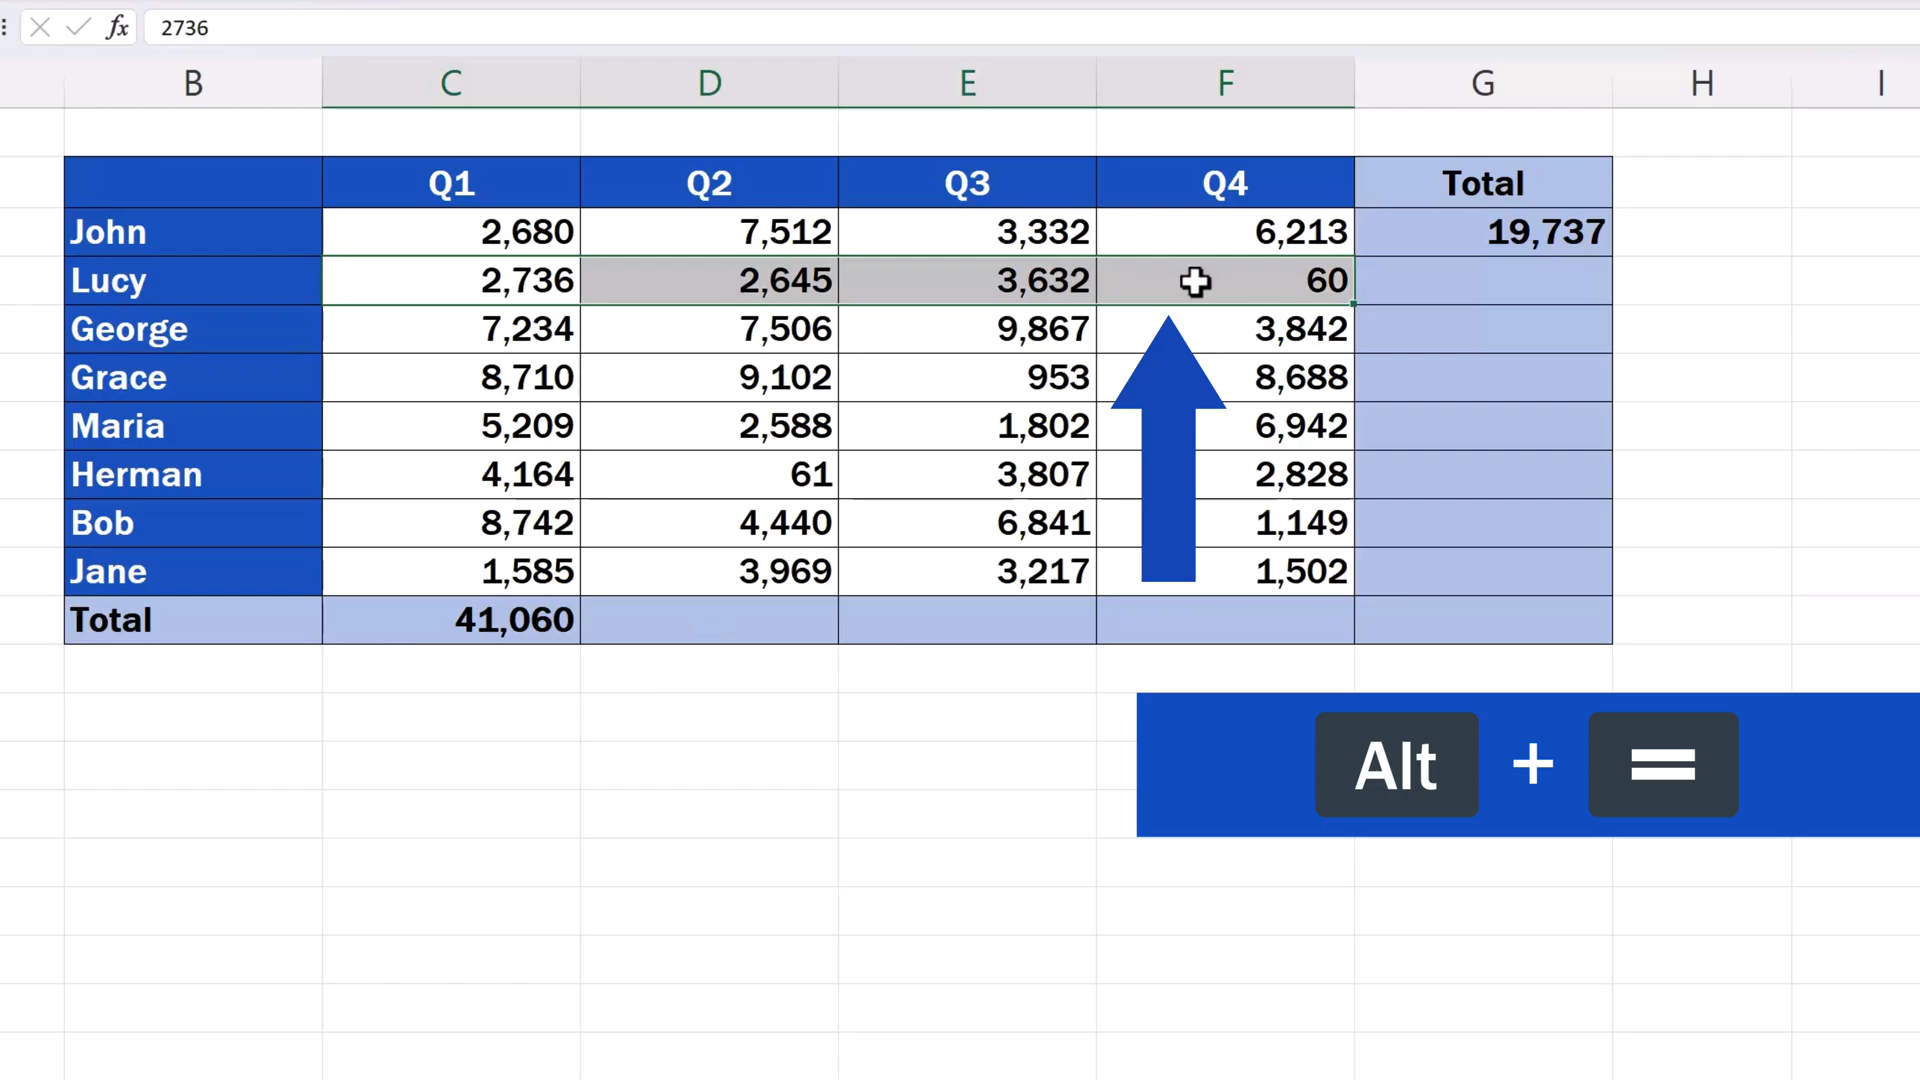 fx 2736
B C D E F G H I
Q1 Q2 Q3 Q4 Total
John 2,680 7,512 3,332 6,213 19,737
Lucy 2,736 2,645 3,632 60
George 7,234 7,506 9,867 3,842
Grace 8,710 9,102 953 8,688
Maria 5,209 2,588 1,802 6,942
Herman 4,164 61 3,807 2,828
Bob 8,742 4,440 6,841 1,149
Jane 1,585 3,969 3,217 1,502
Total 41,060
Alt + =